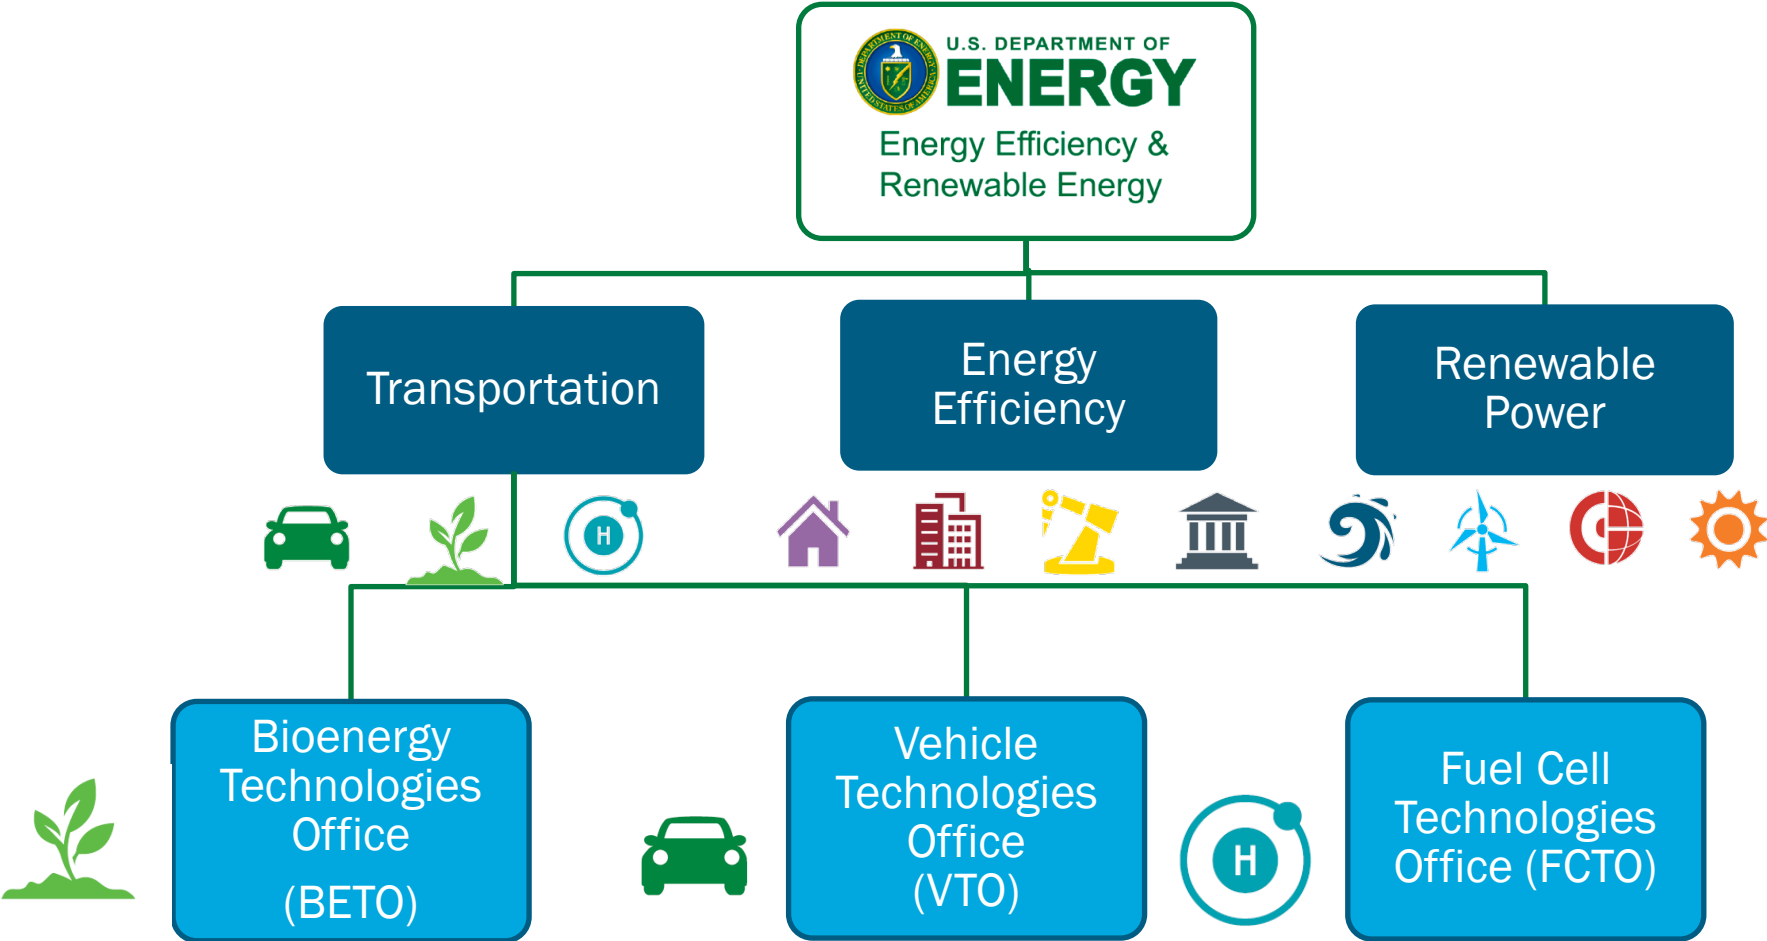 U.S. DEPARTMENT OF
ENERGY
Energy Efficiency &
Renewable Energy
Transportation
Energy
Efficiency
Renewable
Power
H
Bioenergy
Technologies
Office
(BETO)
Vehicle
Technologies
Office
(VTO)
H
Fuel Cell
Technologies
Office (FCTO)